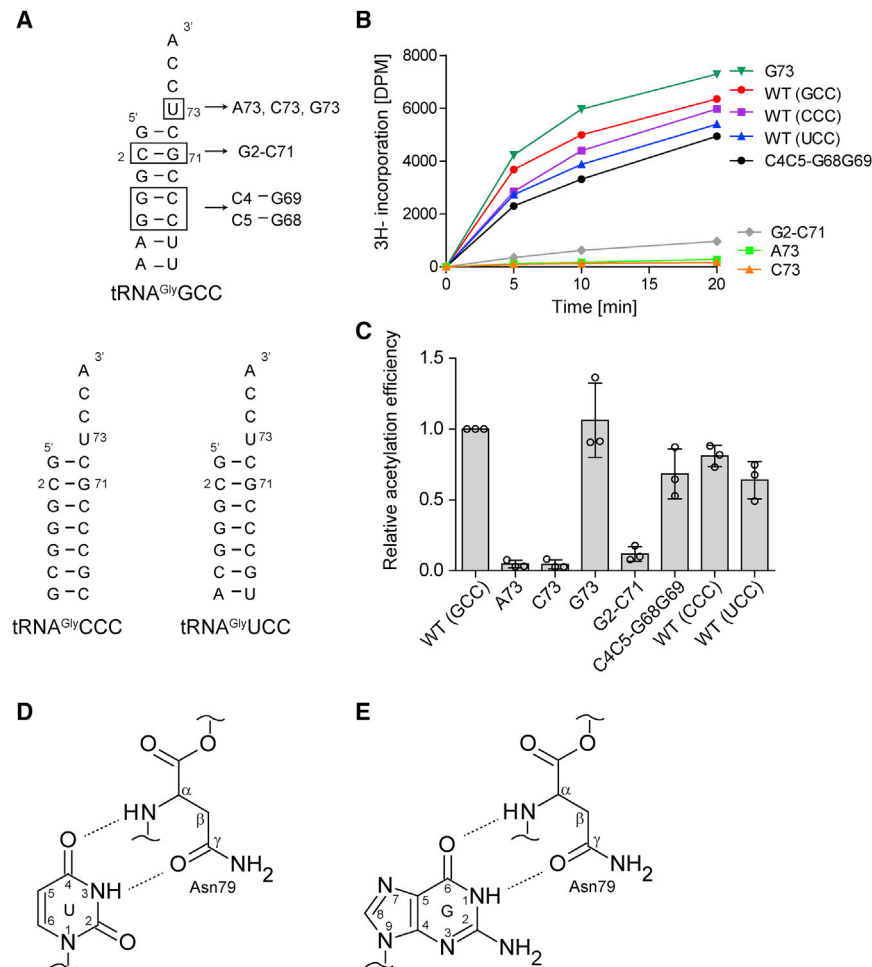 A
3'
A
C
C
U 73 → A73, C73, G73
5'
G – C
2 C – G 71 → G2-C71
G – C
G – C → C4 – G69
G – C C5 – G68
A – U
A – U
tRNAGlyGCC
3'
A
C
C
U 73
5'
G – C
2 C – G 71
G – C
G – C
G – C
C – G
G – C
tRNAGlyCCC
3'
A
C
C
U 73
5'
G – C
2 C – G 71
G – C
G – C
G – C
C – G
A – U
tRNAGlyUCC
B
3H- incorporation [DPM]
8000
6000
4000
2000
0
0 5 10 15 20
Time [min]
G73
WT (GCC)
WT (CCC)
WT (UCC)
C4C5-G68G69
G2-C71
A73
C73
C
Relative acetylation efficiency
1.5
1.0
0.5
0.0
WT (GCC)
A73
C73
G73
G2-C71
C4C5-G68G69
WT (CCC)
WT (UCC)
D
O
O
α
HN
β
γ
O
O
NH2
Asn79
4
5
3 NH
U
6
2
1
N
O
E
O
O
α
HN
β
γ
O
O
NH2
Asn79
6
N
7
5
1 NH
G
8
4
2
9
3
N
N
NH2